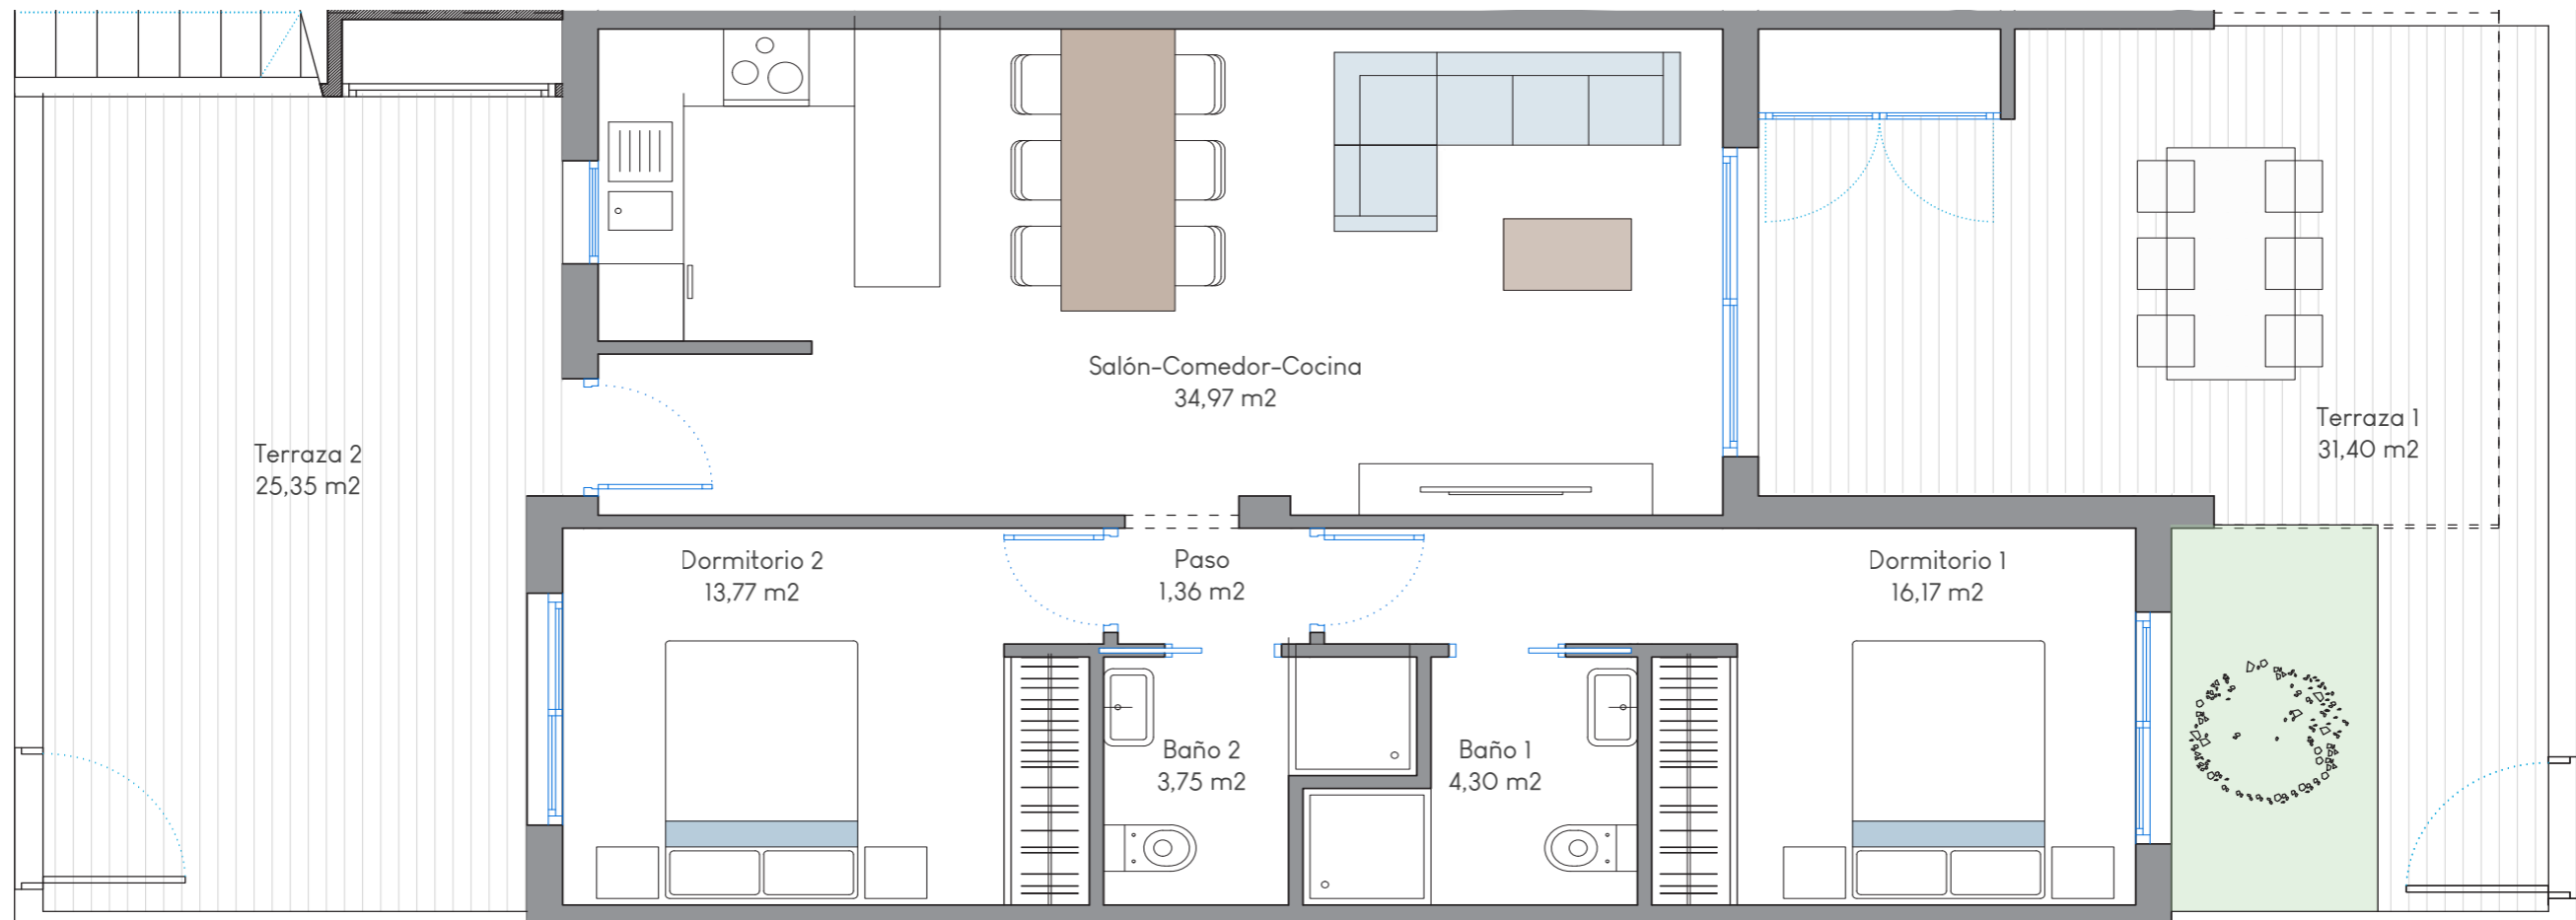 Salón-Comedor-Cocina
34,97 m2
Terraza 1
31,40 m2
Terraza 2
25,35 m2
Dormitorio 2
13,77 m2
Paso
1,36 m2
Dormitorio 1
16,17 m2
Baño 2
3,75 m2
Baño 1
4,30 m2